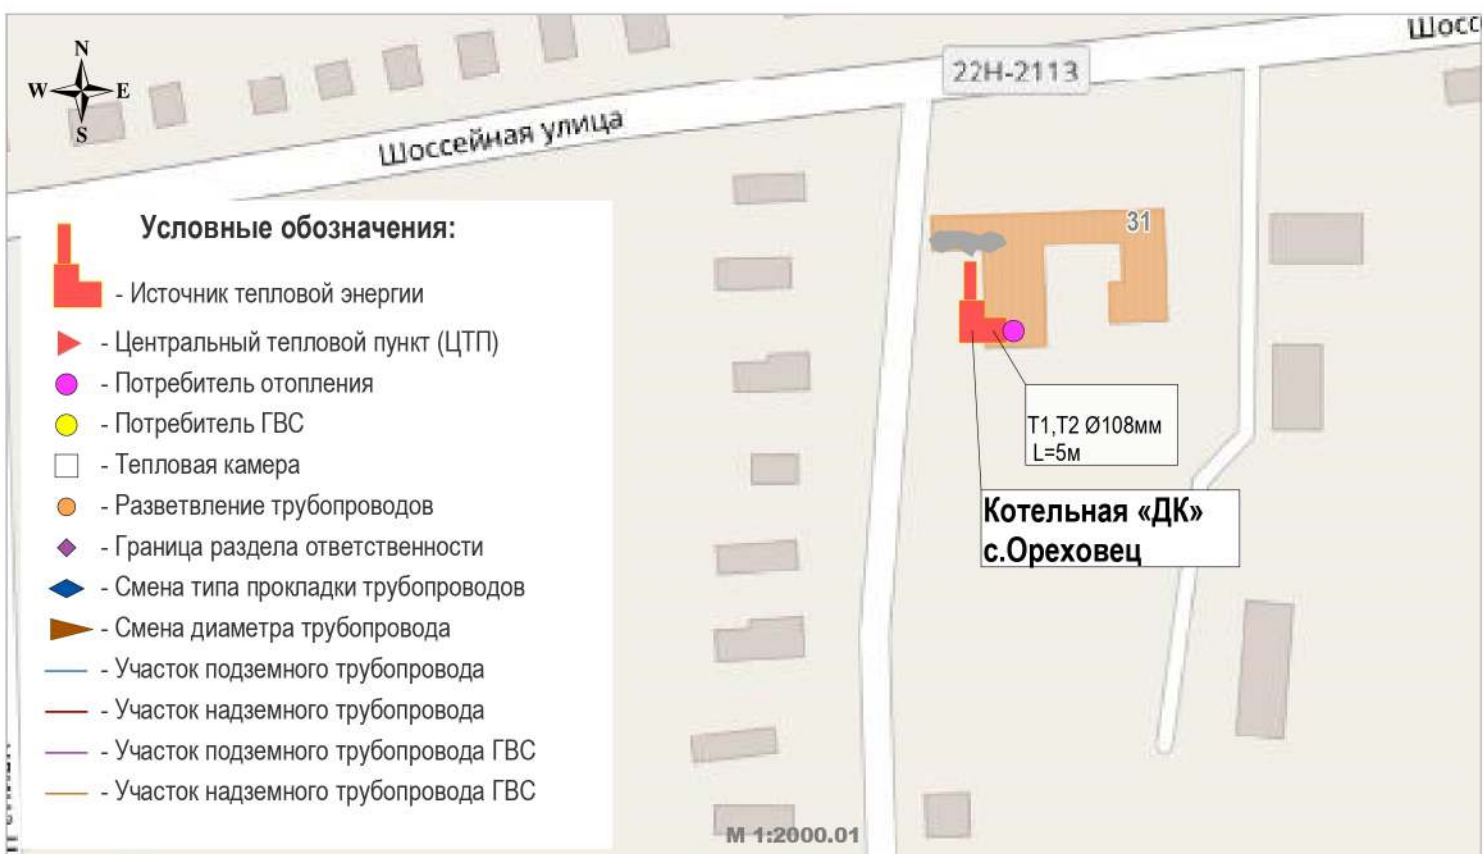 Шосс
22Н-2113
N
W E
S
Шоссейная улица
Условные обозначения:
- Источник тепловой энергии
- Центральный тепловой пункт (ЦТП)
- Потребитель отопления
- Потребитель ГВС
- Тепловая камера
- Разветвление трубопроводов
- Граница раздела ответственности
- Смена типа прокладки трубопроводов
- Смена диаметра трубопровода
- Участок подземного трубопровода
- Участок надземного трубопровода
- Участок подземного трубопровода ГВС
- Участок надземного трубопровода ГВС
31
Т1,Т2 Ø108мм
L=5м
Котельная «ДК»
с.Ореховец
М 1:2000.01